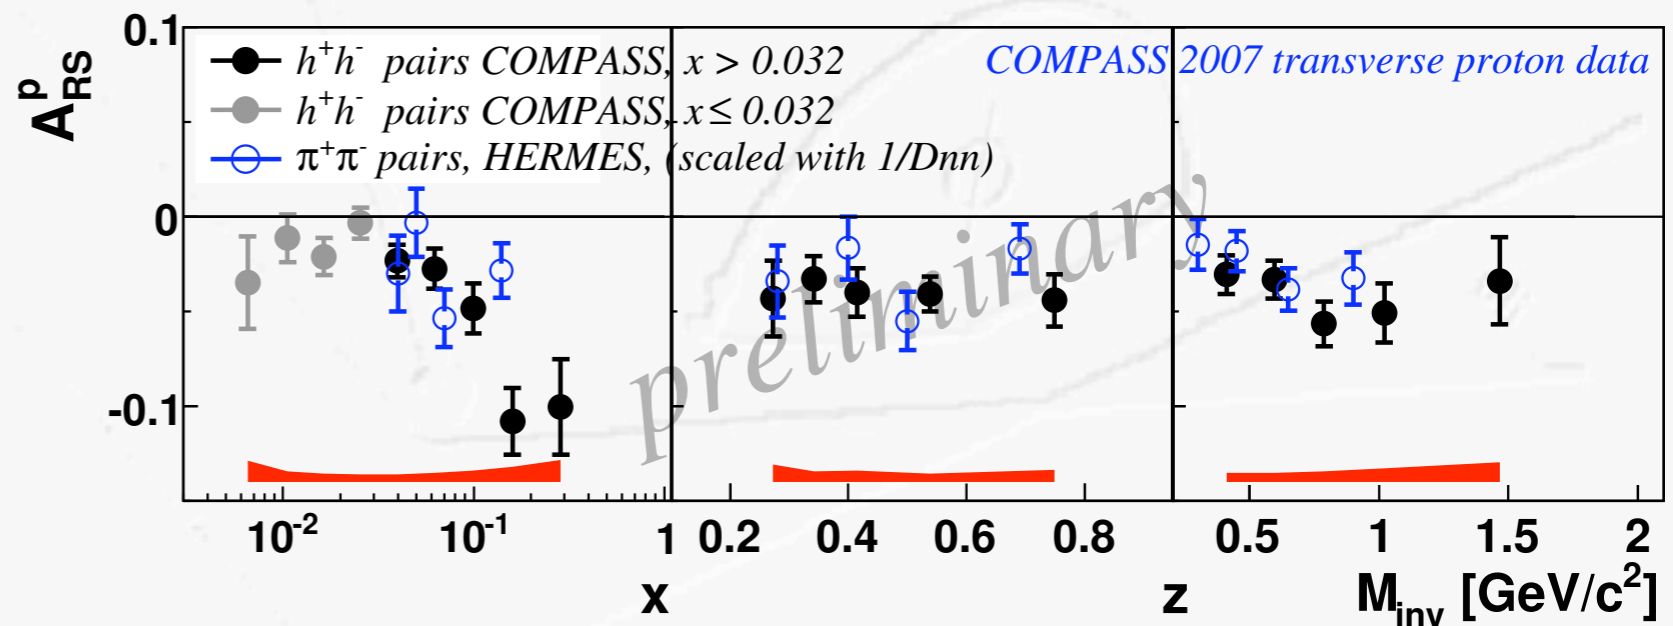 0.1
h⁺h⁻ pairs COMPASS, x > 0.032
COMPASS 2007 transverse proton data
h⁺h⁻ pairs COMPASS, x ≤ 0.032
π⁺π⁻ pairs, HERMES, (scaled with 1/Dnn)
A^p_RS
0
-0.1
preliminary
10⁻² 10⁻¹ 1 0.2 0.4 0.6 0.8 0.5 1 1.5 2
x z M_inv [GeV/c²]